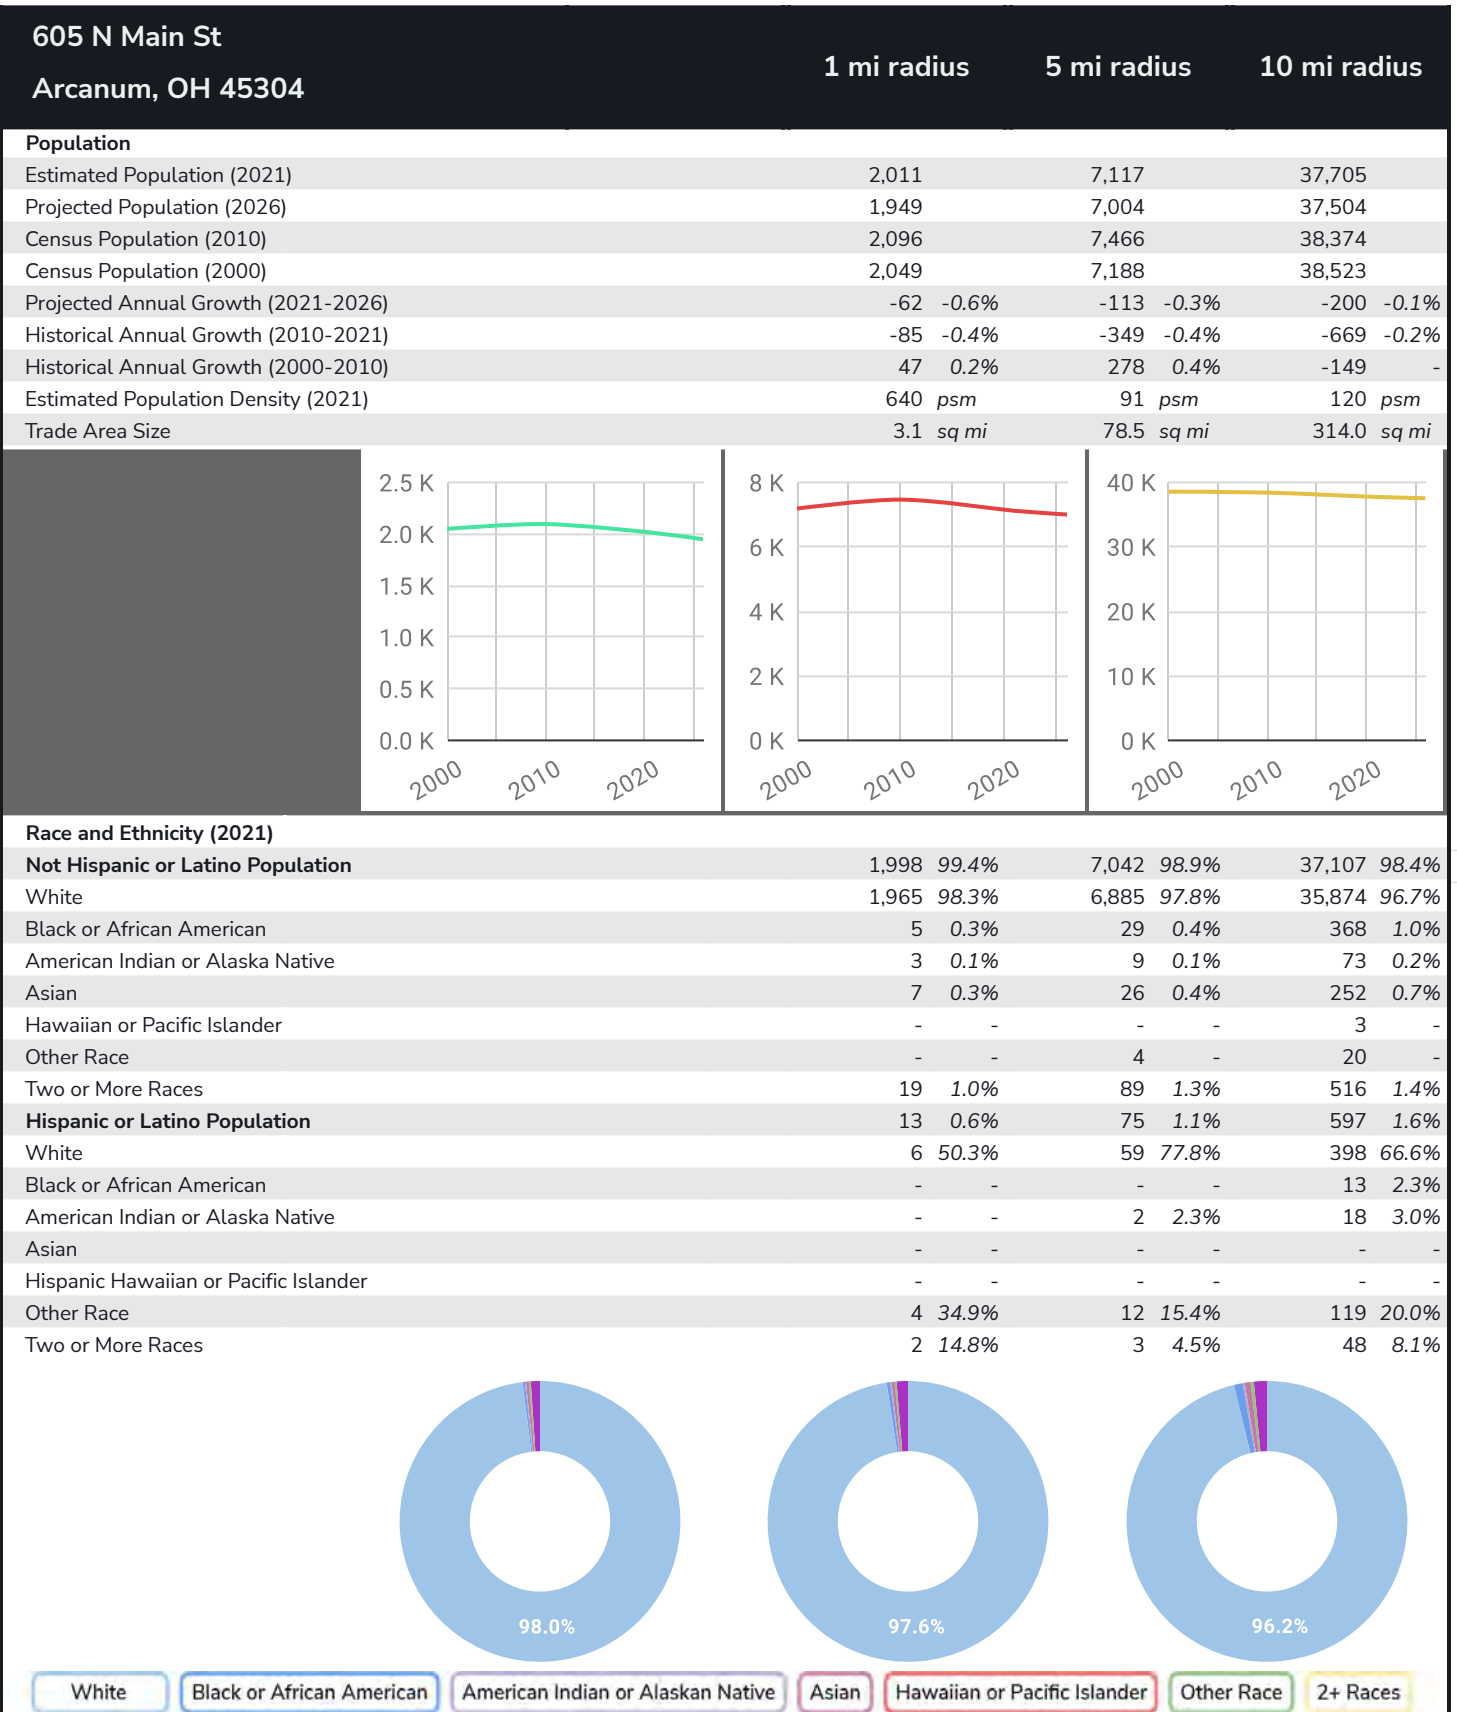 605 N Main St
Arcanum, OH 45304
1 mi radius 5 mi radius 10 mi radius
Population
Estimated Population (2021) 2,011 7,117 37,705
Projected Population (2026) 1,949 7,004 37,504
Census Population (2010) 2,096 7,466 38,374
Census Population (2000) 2,049 7,188 38,523
Projected Annual Growth (2021-2026) -62 -0.6% -113 -0.3% -200 -0.1%
Historical Annual Growth (2010-2021) -85 -0.4% -349 -0.4% -669 -0.2%
Historical Annual Growth (2000-2010) 47 0.2% 278 0.4% -149 -
Estimated Population Density (2021) 640 psm 91 psm 120 psm
Trade Area Size 3.1 sq mi 78.5 sq mi 314.0 sq mi
2.5 K 8 K 40 K
2.0 K 6 K 30 K
1.5 K 4 K 20 K
1.0 K 2 K 10 K
0.5 K
0.0 K 0 K 0 K
2000 2010 2020 2000 2010 2020 2000 2010 2020
Race and Ethnicity (2021)
Not Hispanic or Latino Population 1,998 99.4% 7,042 98.9% 37,107 98.4%
White 1,965 98.3% 6,885 97.8% 35,874 96.7%
Black or African American 5 0.3% 29 0.4% 368 1.0%
American Indian or Alaska Native 3 0.1% 9 0.1% 73 0.2%
Asian 7 0.3% 26 0.4% 252 0.7%
Hawaiian or Pacific Islander - - - - 3 -
Other Race - - 4 - 20 -
Two or More Races 19 1.0% 89 1.3% 516 1.4%
Hispanic or Latino Population 13 0.6% 75 1.1% 597 1.6%
White 6 50.3% 59 77.8% 398 66.6%
Black or African American - - - - 13 2.3%
American Indian or Alaska Native - - 2 2.3% 18 3.0%
Asian - - - - - -
Hispanic Hawaiian or Pacific Islander - - - - - -
Other Race 4 34.9% 12 15.4% 119 20.0%
Two or More Races 2 14.8% 3 4.5% 48 8.1%
98.0% 97.6% 96.2%
White Black or African American American Indian or Alaskan Native Asian Hawaiian or Pacific Islander Other Race 2+ Races